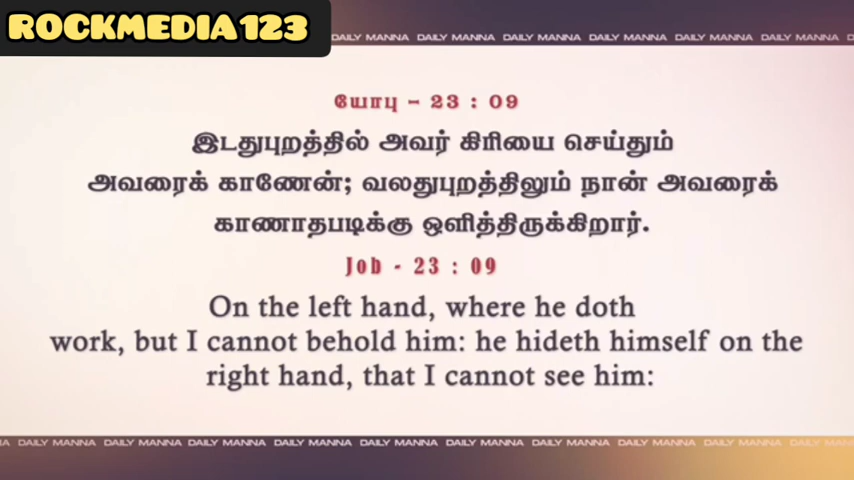 ROCKMEDIA123
DAILY MANNA DAILY MANNA DAILY MANNA DAILY MANNA DAILY MANNA DAILY MANNA
யோபு – 23 : 09
இடதுபுறத்தில் அவர் கிரியை செய்தும்
அவரைக் காணேன்; வலதுபுறத்திலும் நான் அவரைக்
காணாதபடிக்கு ஒளித்திருக்கிறார்.
Job - 23 : 09
On the left hand, where he doth
work, but I cannot behold him: he hideth himself on the
right hand, that I cannot see him:
DAILY MANNA DAILY MANNA DAILY MANNA DAILY MANNA DAILY MANNA DAILY MANNA DAILY MANNA DAILY MANNA DAILY MANNA